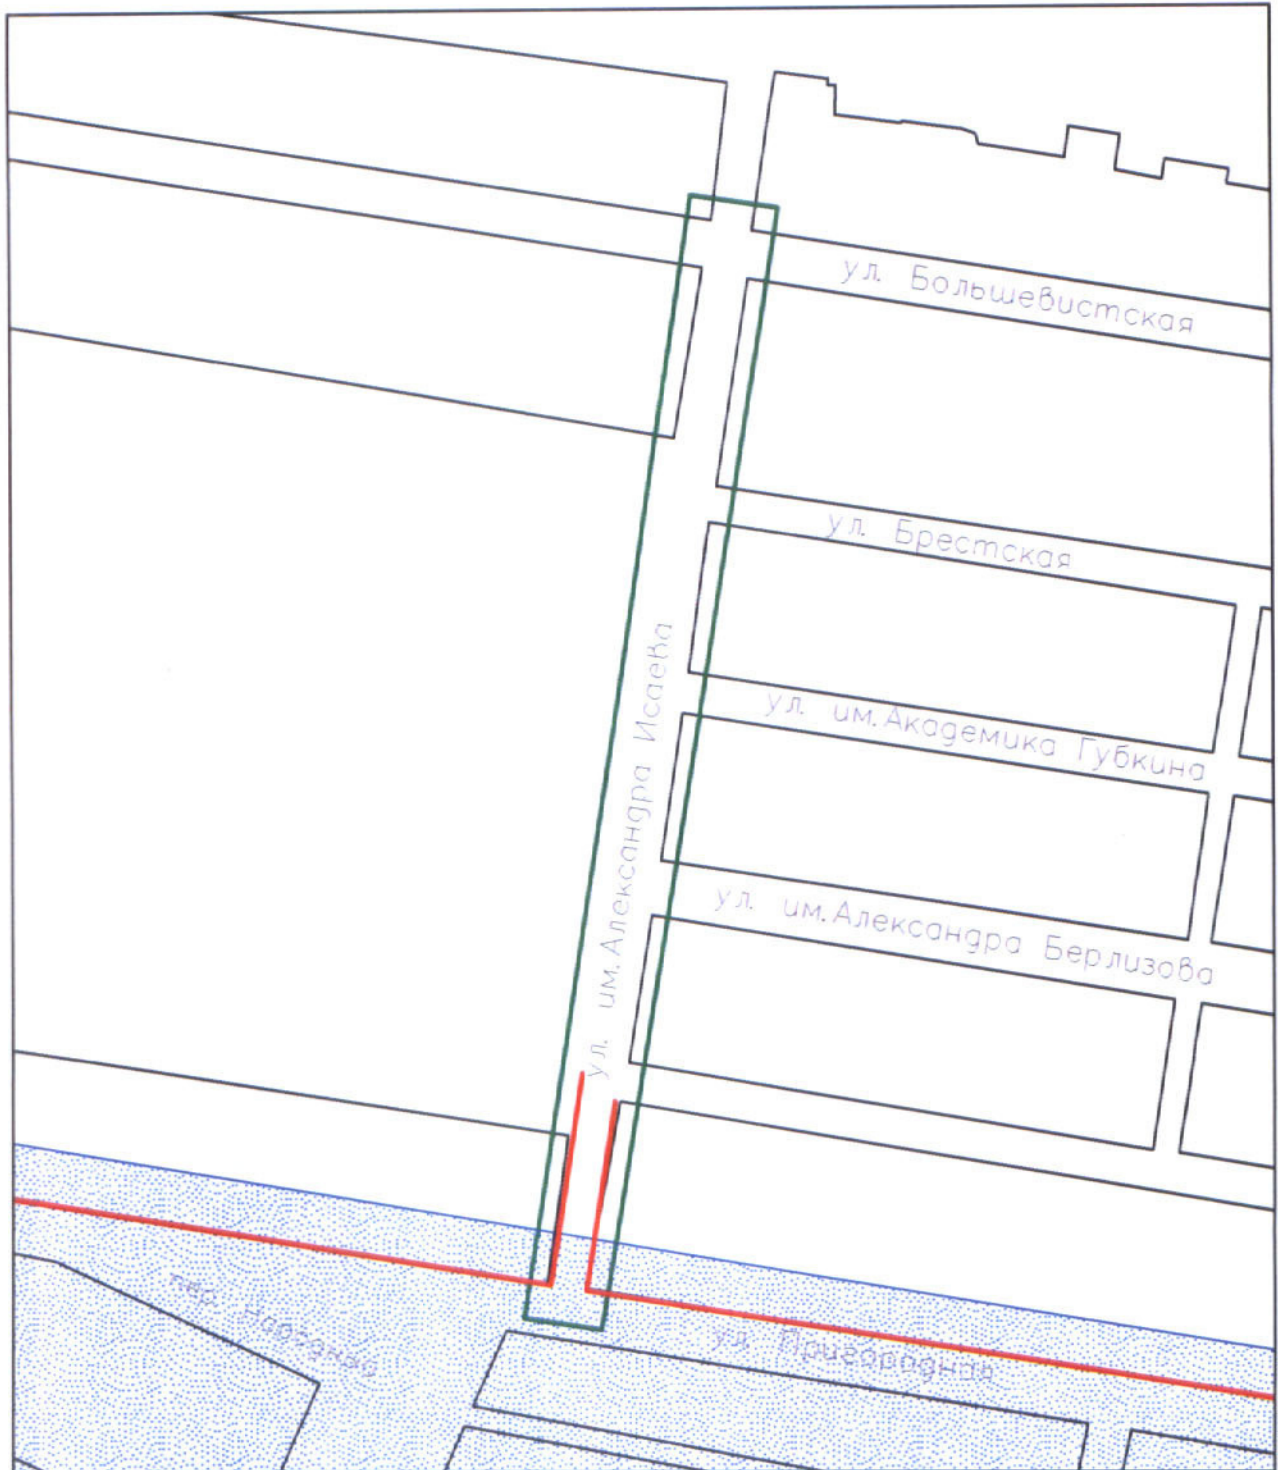 ул. Большевистская
ул. Брестская
ул. им.Александра Исаева
ул. им.Академика Губкина
ул. им.Александра Берлизова
пер. Народная
ул. Пригородная